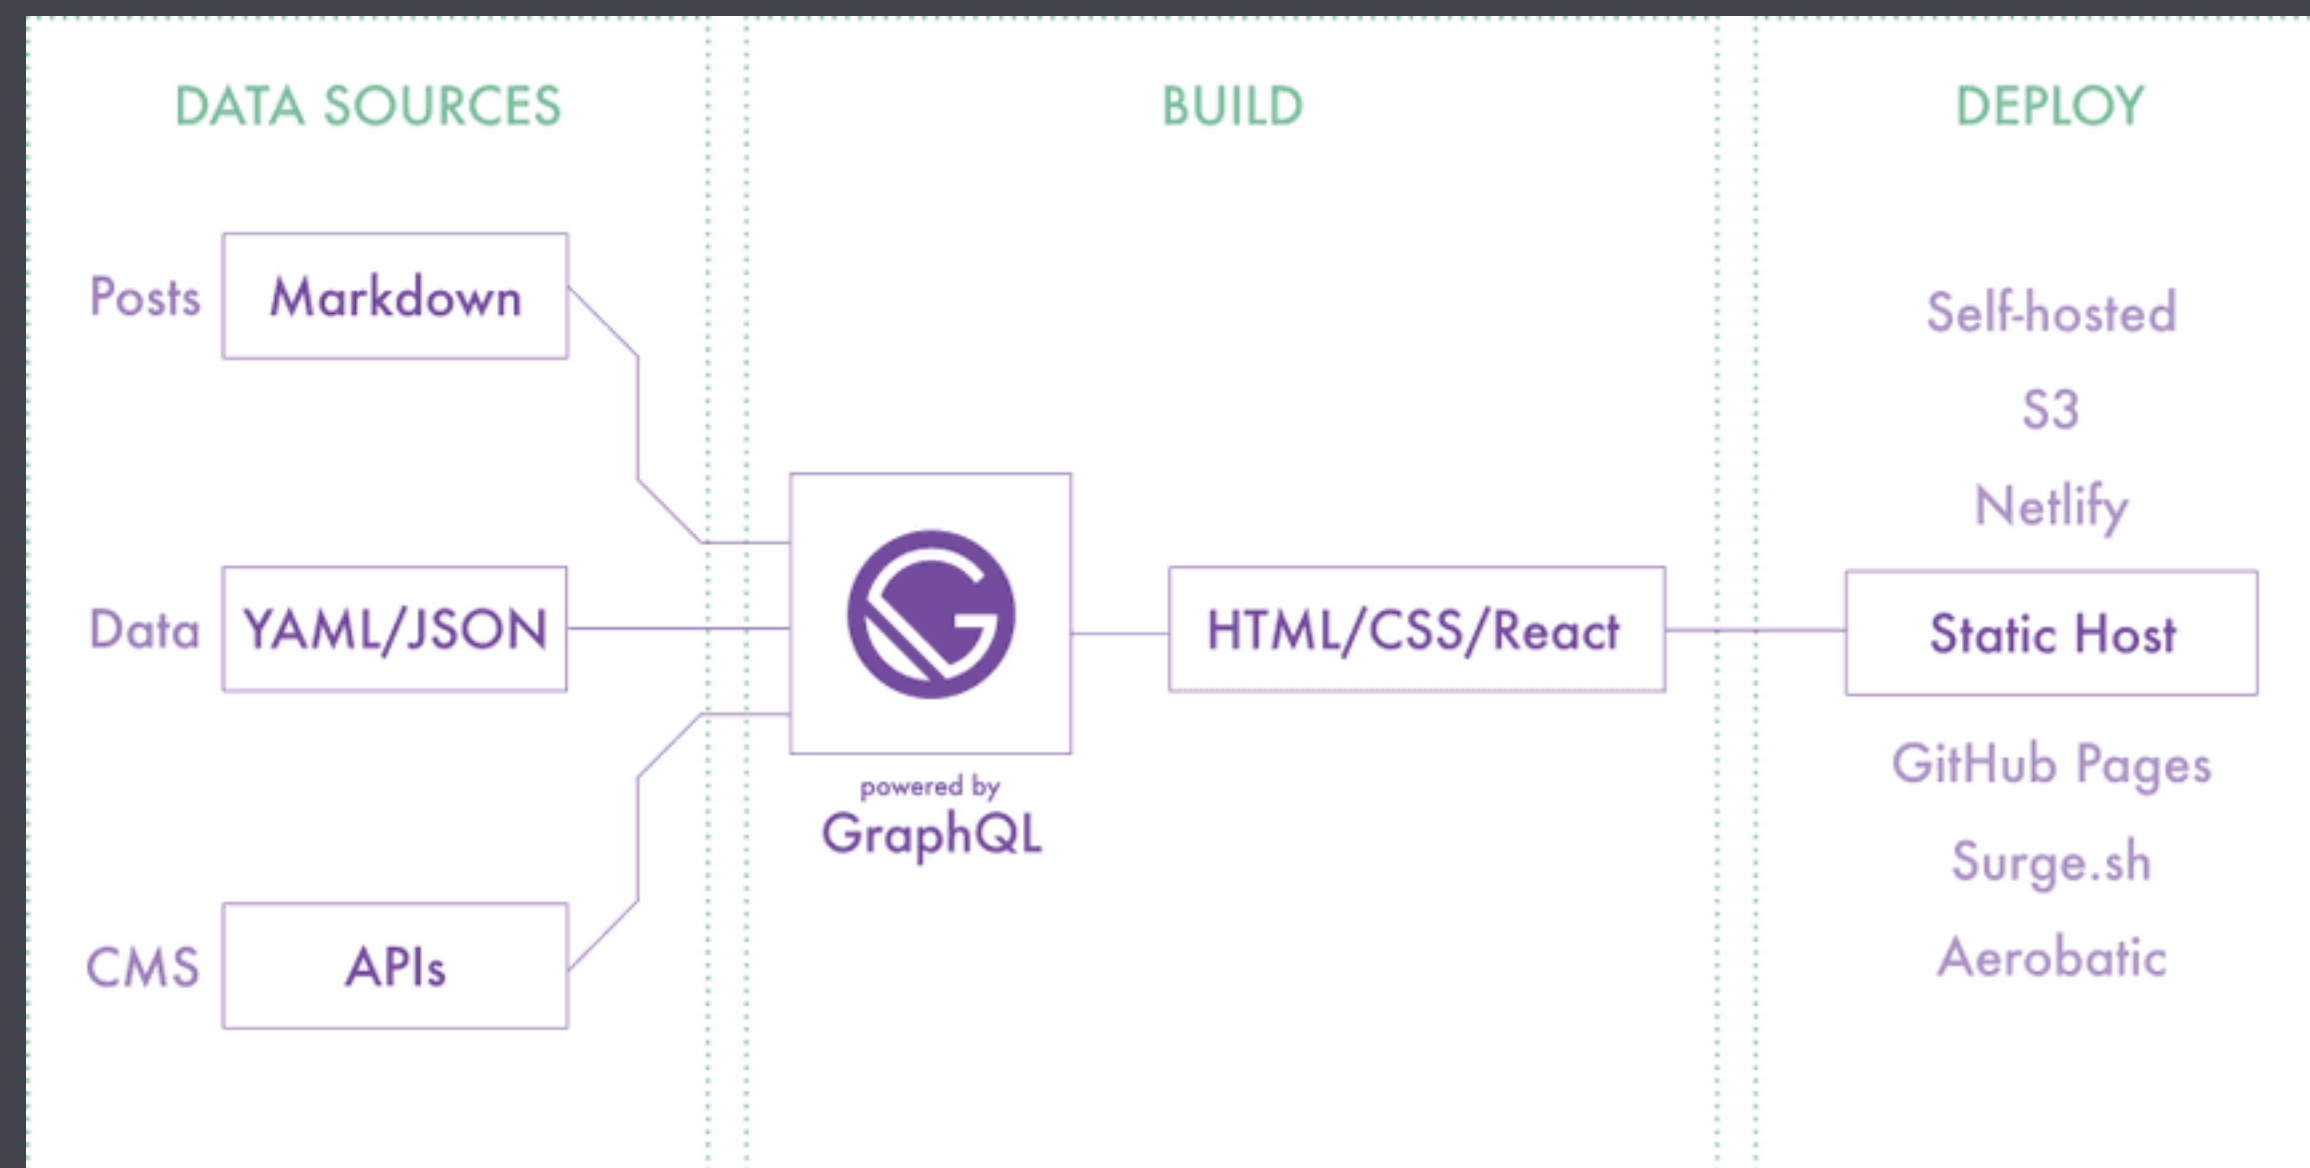 DATA SOURCES
BUILD
DEPLOY
Posts
Markdown
Data
YAML/JSON
CMS
APIs
powered by
GraphQL
HTML/CSS/React
Self-hosted
S3
Netlify
Static Host
GitHub Pages
Surge.sh
Aerobatic